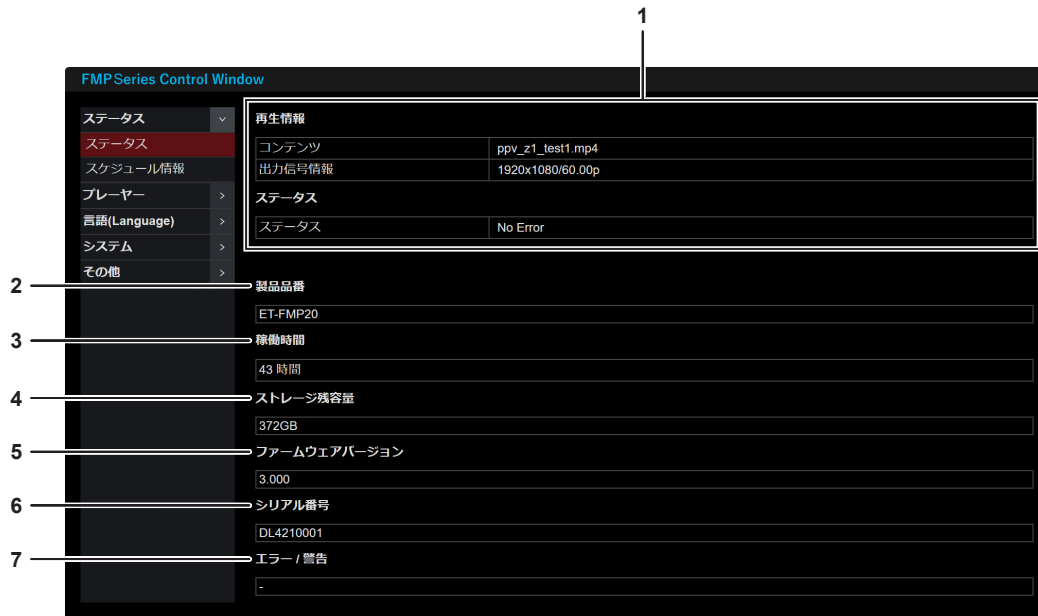 1
FMPSeries Control Window
ステータス
ステータス
スケジュール情報
プレーヤー
言語(Language)
システム
その他
再生情報
コンテンツ ppv_z1_test1.mp4
出力信号情報 1920x1080/60.00p
ステータス
ステータス No Error
2 製品品番
ET-FMP20
3 稼働時間
43 時間
4 ストレージ残容量
372GB
5 ファームウェアバージョン
3.000
6 シリアル番号
DL4210001
7 エラー / 警告
-